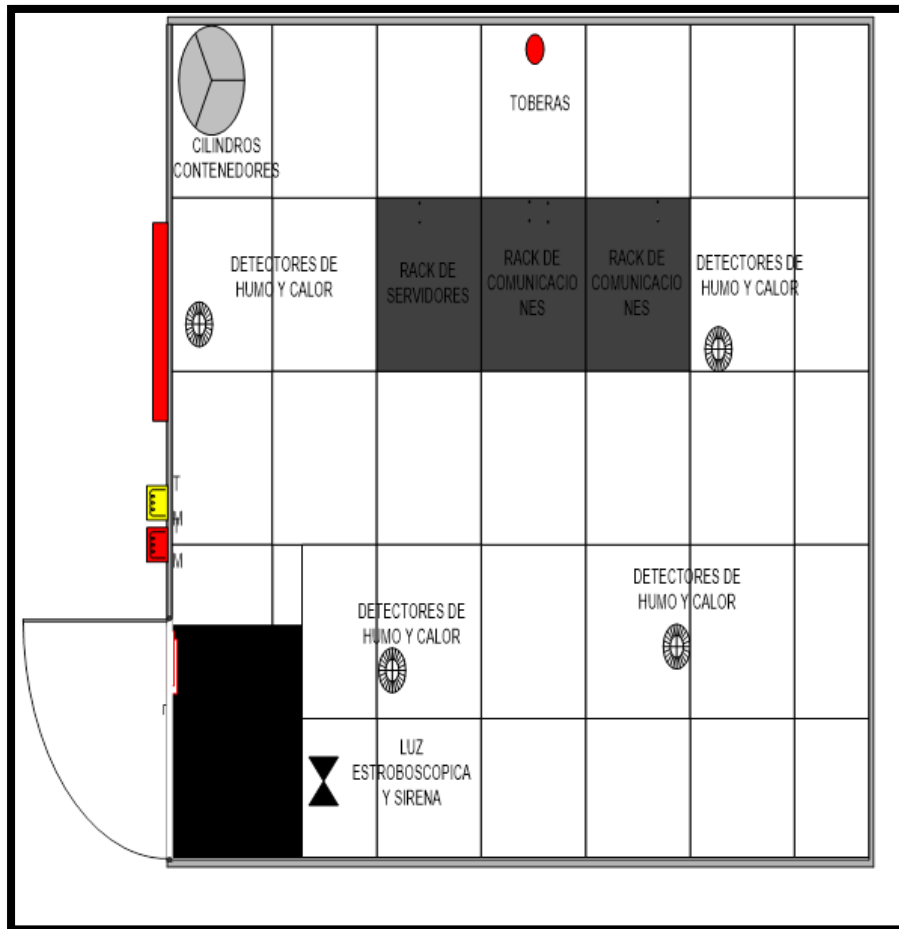 TOBERAS
CILINDROS
CONTENEDORES
DETECTORES DE
HUMO Y CALOR
RACK DE
SERVIDORES
RACK DE
COMUNICACIO
NES
RACK DE
COMUNICACIO
NES
DETECTORES DE
HUMO Y CALOR
T
M
M
DETECTORES DE
HUMO Y CALOR
DETECTORES DE
HUMO Y CALOR
LUZ
ESTROBOSCOPICA
Y SIRENA